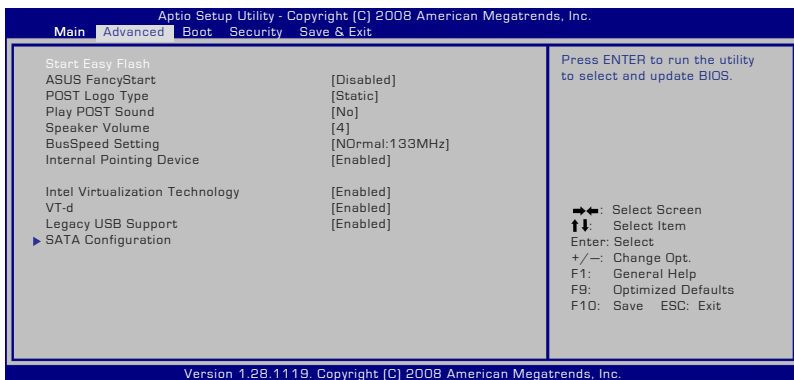 Aptio Setup Utility - Copyright (C) 2008 American Megatrends, Inc.
Main Advanced Boot Security Save & Exit
Start Easy Flash
ASUS FancyStart [Disabled]
POST Logo Type [Static]
Play POST Sound [No]
Speaker Volume [4]
BusSpeed Setting [NOrmal:133MHz]
Internal Pointing Device [Enabled]
Intel Virtualization Technology [Enabled]
VT-d [Enabled]
Legacy USB Support [Enabled]
SATA Configuration
Press ENTER to run the utility
to select and update BIOS.
→←: Select Screen
↑↓: Select Item
Enter: Select
+/−: Change Opt.
F1: General Help
F9: Optimized Defaults
F10: Save ESC: Exit
Version 1.28.1119. Copyright (C) 2008 American Megatrends, Inc.